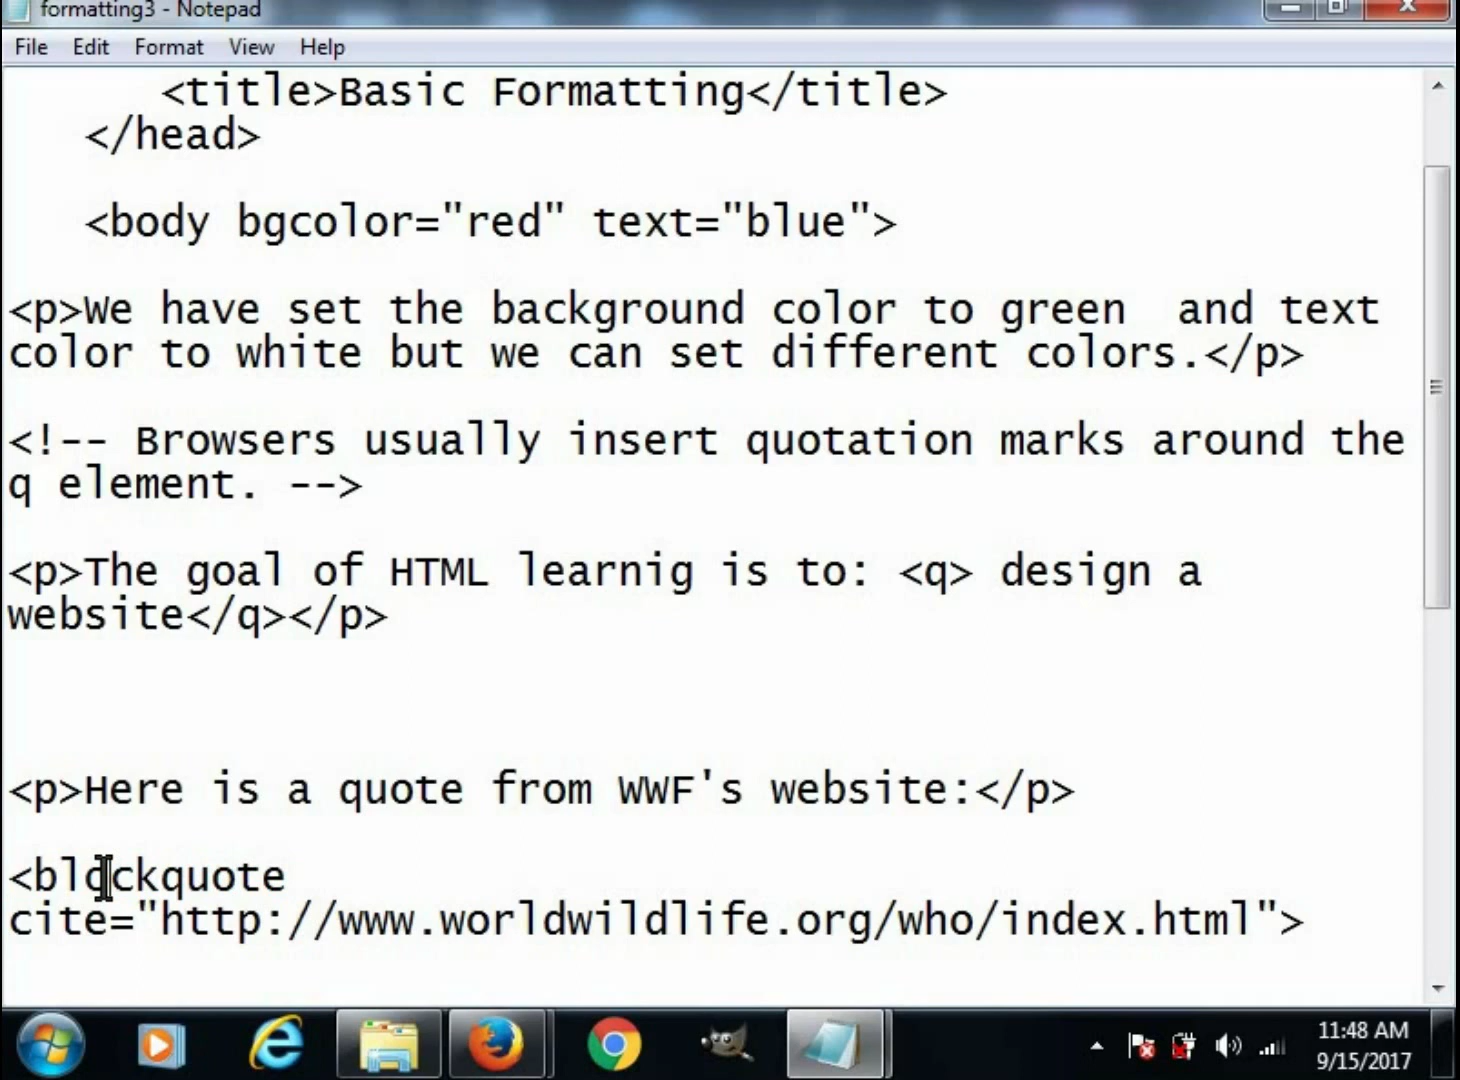 formatting3 - Notepad
File Edit Format View Help
<title>Basic Formatting</title>
</head>
<body bgcolor="red" text="blue">
<p>We have set the background color to green  and text
color to white but we can set different colors.</p>
<!-- Browsers usually insert quotation marks around the
q element. -->
<p>The goal of HTML learnig is to: <q> design a
website</q></p>
<p>Here is a quote from WWF's website:</p>
<blockquote
cite="http://www.worldwildlife.org/who/index.html">
11:48 AM
9/15/2017